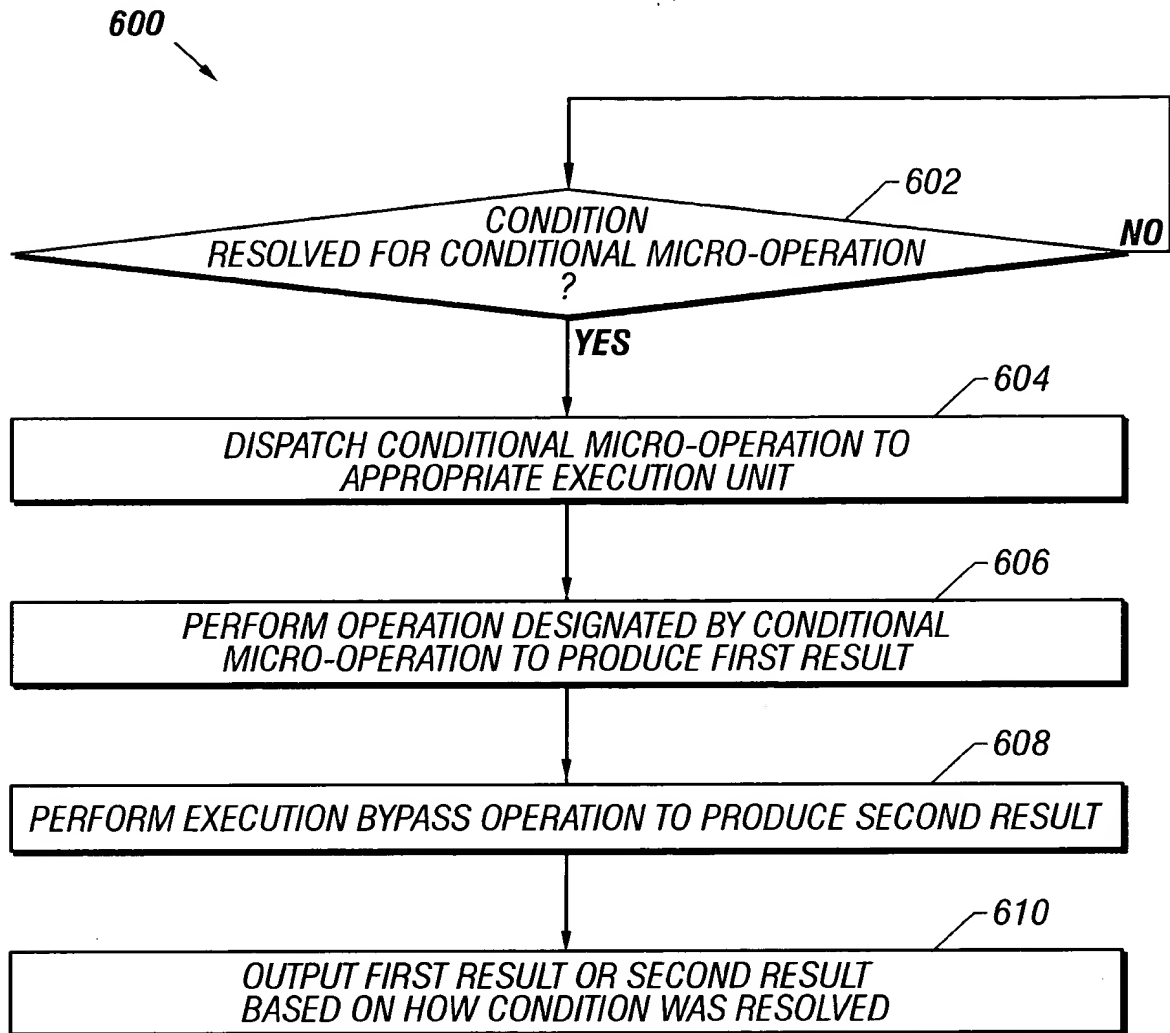 600
602
CONDITION
RESOLVED FOR CONDITIONAL MICRO-OPERATION
?
NO
YES
604
DISPATCH CONDITIONAL MICRO-OPERATION TO
APPROPRIATE EXECUTION UNIT
606
PERFORM OPERATION DESIGNATED BY CONDITIONAL
MICRO-OPERATION TO PRODUCE FIRST RESULT
608
PERFORM EXECUTION BYPASS OPERATION TO PRODUCE SECOND RESULT
610
OUTPUT FIRST RESULT OR SECOND RESULT
BASED ON HOW CONDITION WAS RESOLVED